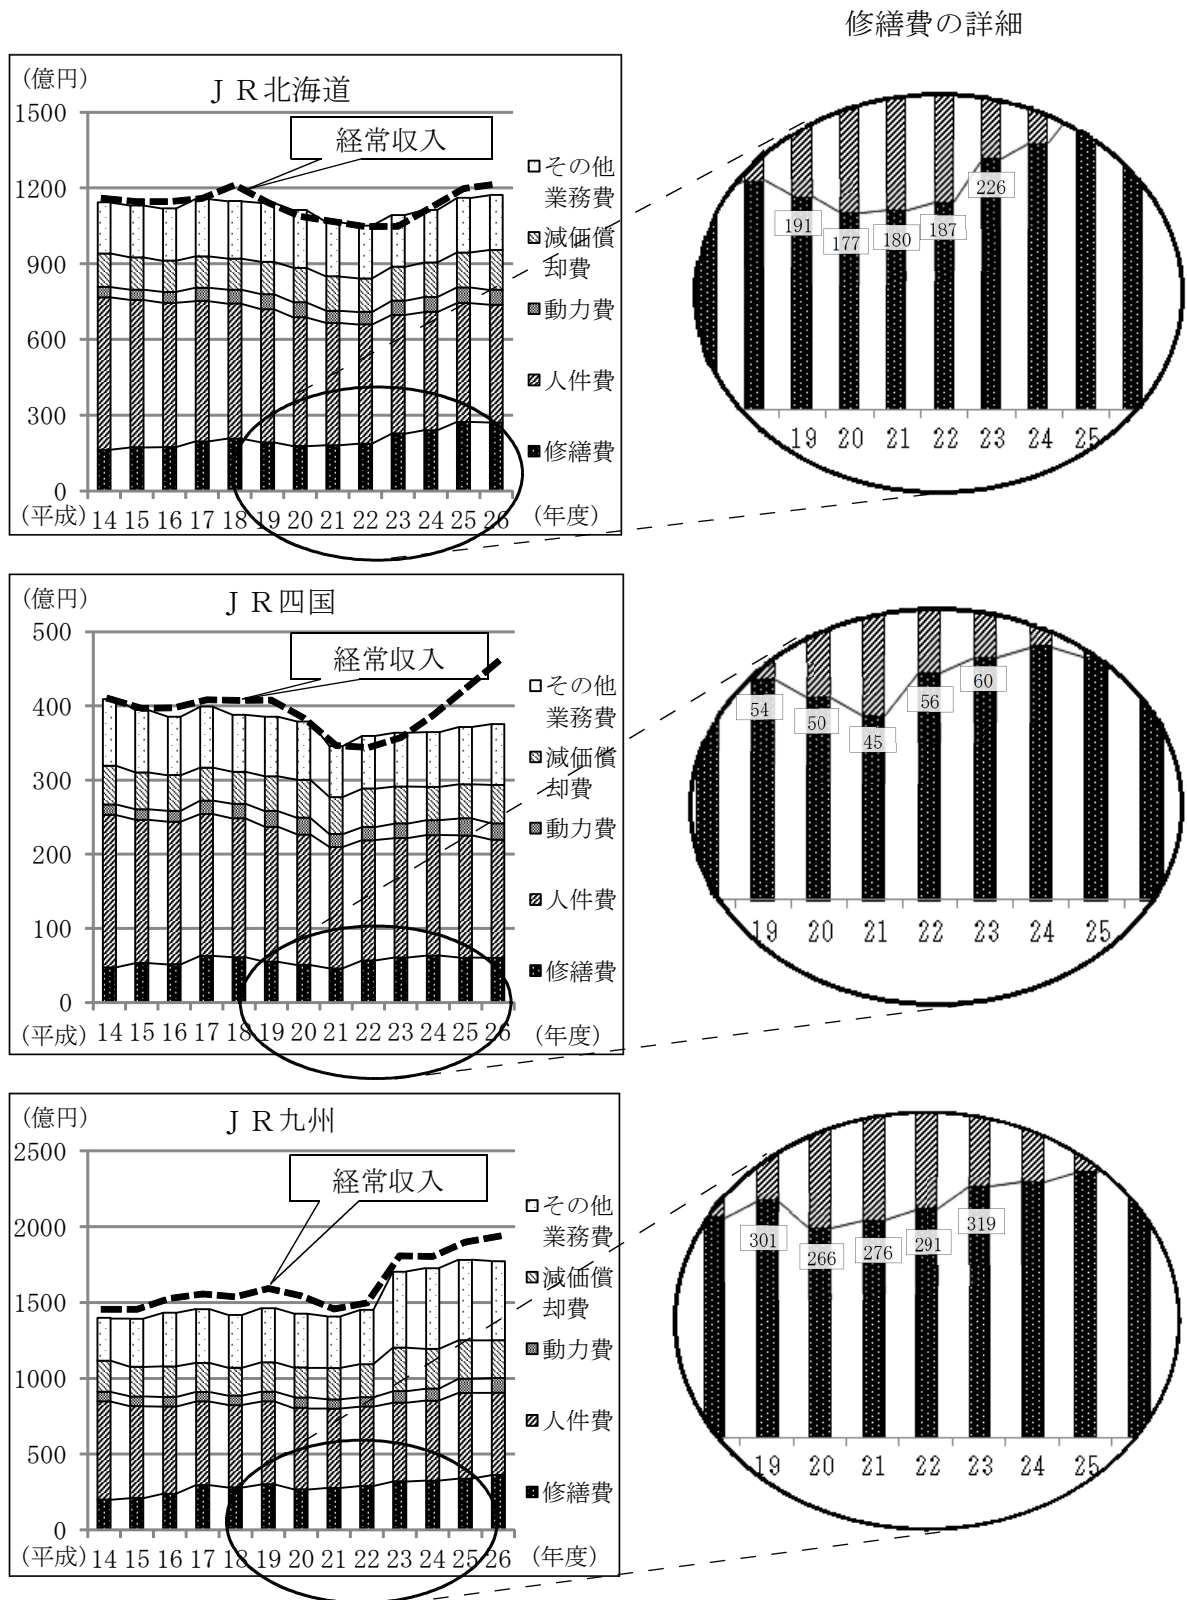 修繕費の詳細
(億円)
ＪＲ北海道
1500
1200
900
600
300
0
経常収入
その他
業務費
減価償
却費
動力費
人件費
修繕費
(平成) 14 15 16 17 18 19 20 21 22 23 24 25 26 (年度)
191
177
180
187
226
19 20 21 22 23 24 25
(億円)
ＪＲ四国
500
400
300
200
100
0
経常収入
その他
業務費
減価償
却費
動力費
人件費
修繕費
(平成) 14 15 16 17 18 19 20 21 22 23 24 25 26 (年度)
54
50
45
56
60
19 20 21 22 23 24 25
(億円)
ＪＲ九州
2500
2000
1500
1000
500
0
経常収入
その他
業務費
減価償
却費
動力費
人件費
修繕費
(平成) 14 15 16 17 18 19 20 21 22 23 24 25 26 (年度)
301
266
276
291
319
19 20 21 22 23 24 25